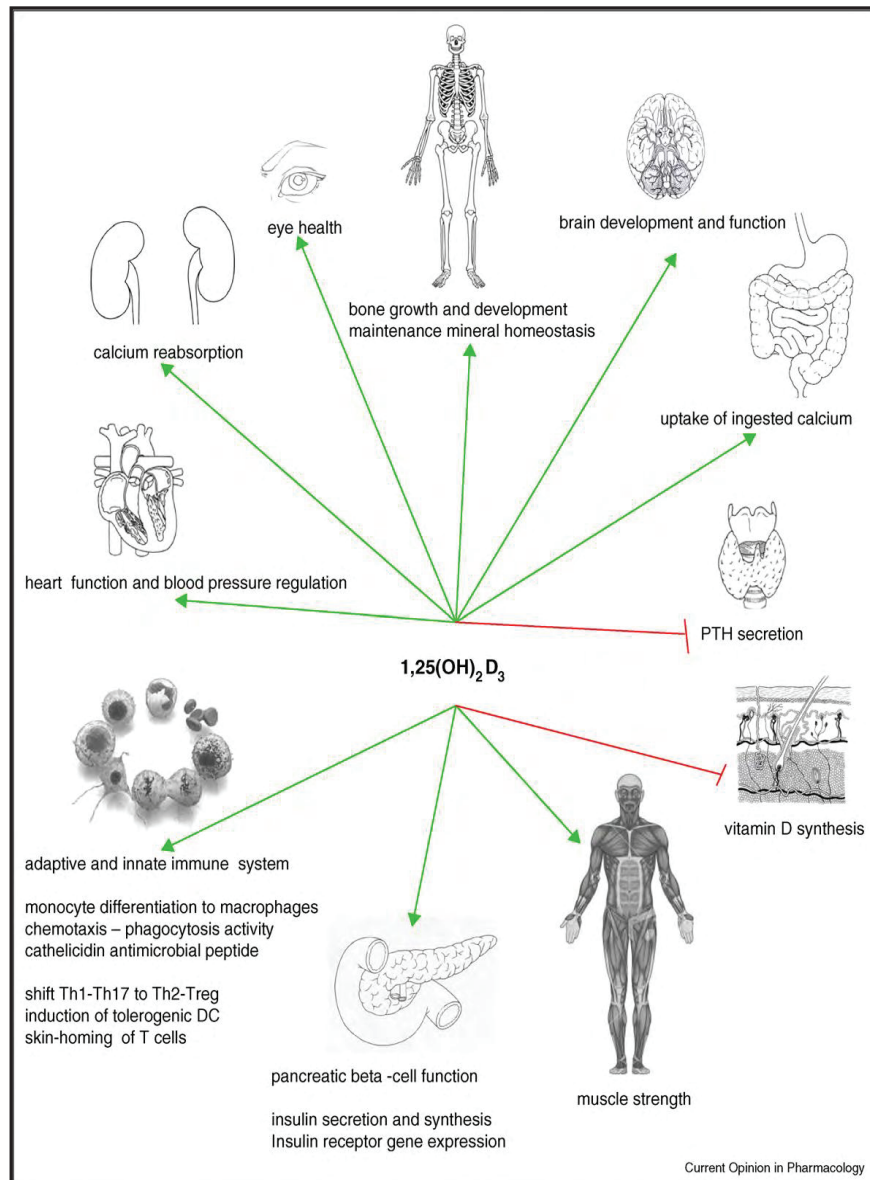 eye health
brain development and function
bone growth and development
maintenance mineral homeostasis
calcium reabsorption
uptake of ingested calcium
heart  function and blood pressure regulation
PTH secretion
1,25(OH)₂D₃
vitamin D synthesis
adaptive and innate immune  system
monocyte differentiation to macrophages
chemotaxis – phagocytosis activity
cathelicidin antimicrobial peptide
shift Th1-Th17 to Th2-Treg
induction of tolerogenic DC
skin-homing  of T cells
pancreatic beta -cell function
insulin secretion and synthesis
Insulin receptor gene expression
muscle strength
Current Opinion in Pharmacology